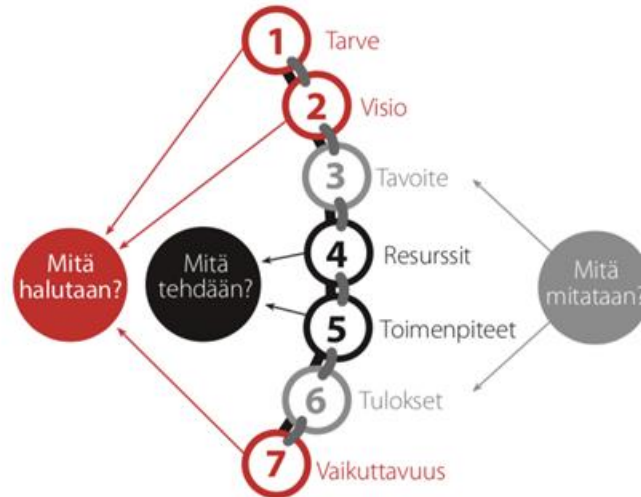 1 Tarve
2 Visio
3 Tavoite
4 Resurssit
5 Toimenpiteet
6 Tulokset
7 Vaikuttavuus
Mitä
halutaan?
Mitä
tehdään?
Mitä
mitataan?